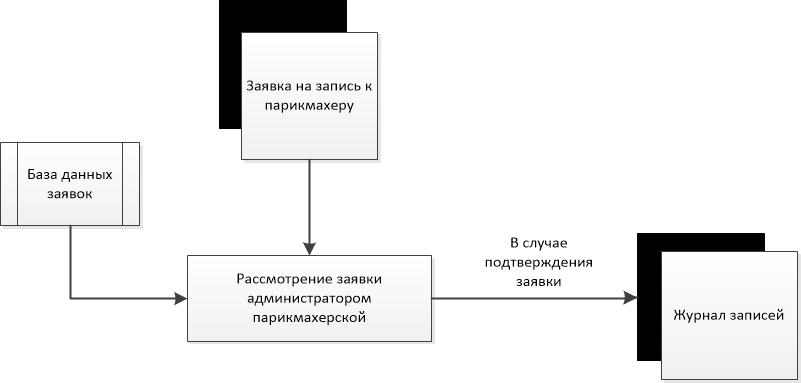 Заявка на запись к
парикмахеру
База данных
заявок
В случае
подтверждения
заявки
Рассмотрение заявки
администратором
парикмахерской
Журнал записей